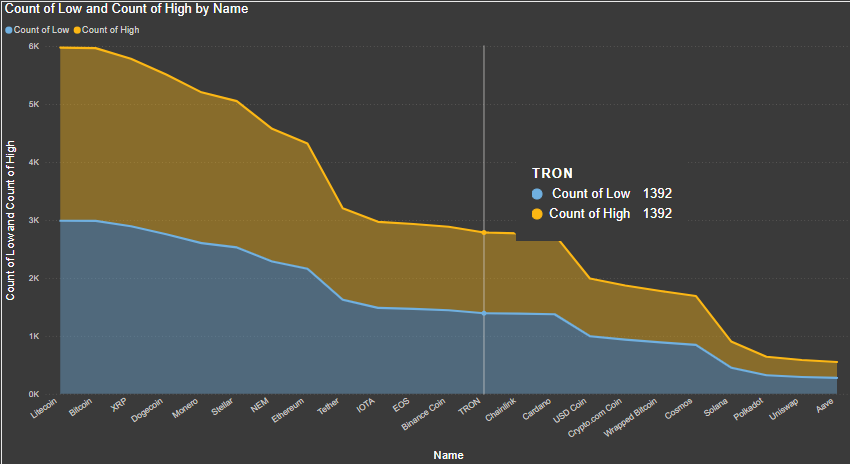 Count of Low and Count of High by Name
Count of Low Count of High
6K
5K
4K
3K
2K
1K
0K
Count of Low and Count of High
TRON
Count of Low 1392
Count of High 1392
Litecoin Bitcoin XRP Dogecoin Monero Stellar NEM Ethereum Tether IOTA EOS Binance Coin TRON Chainlink Cardano USD Coin Crypto.com Coin Wrapped Bitcoin Cosmos Solana Polkadot Uniswap Aave
Name